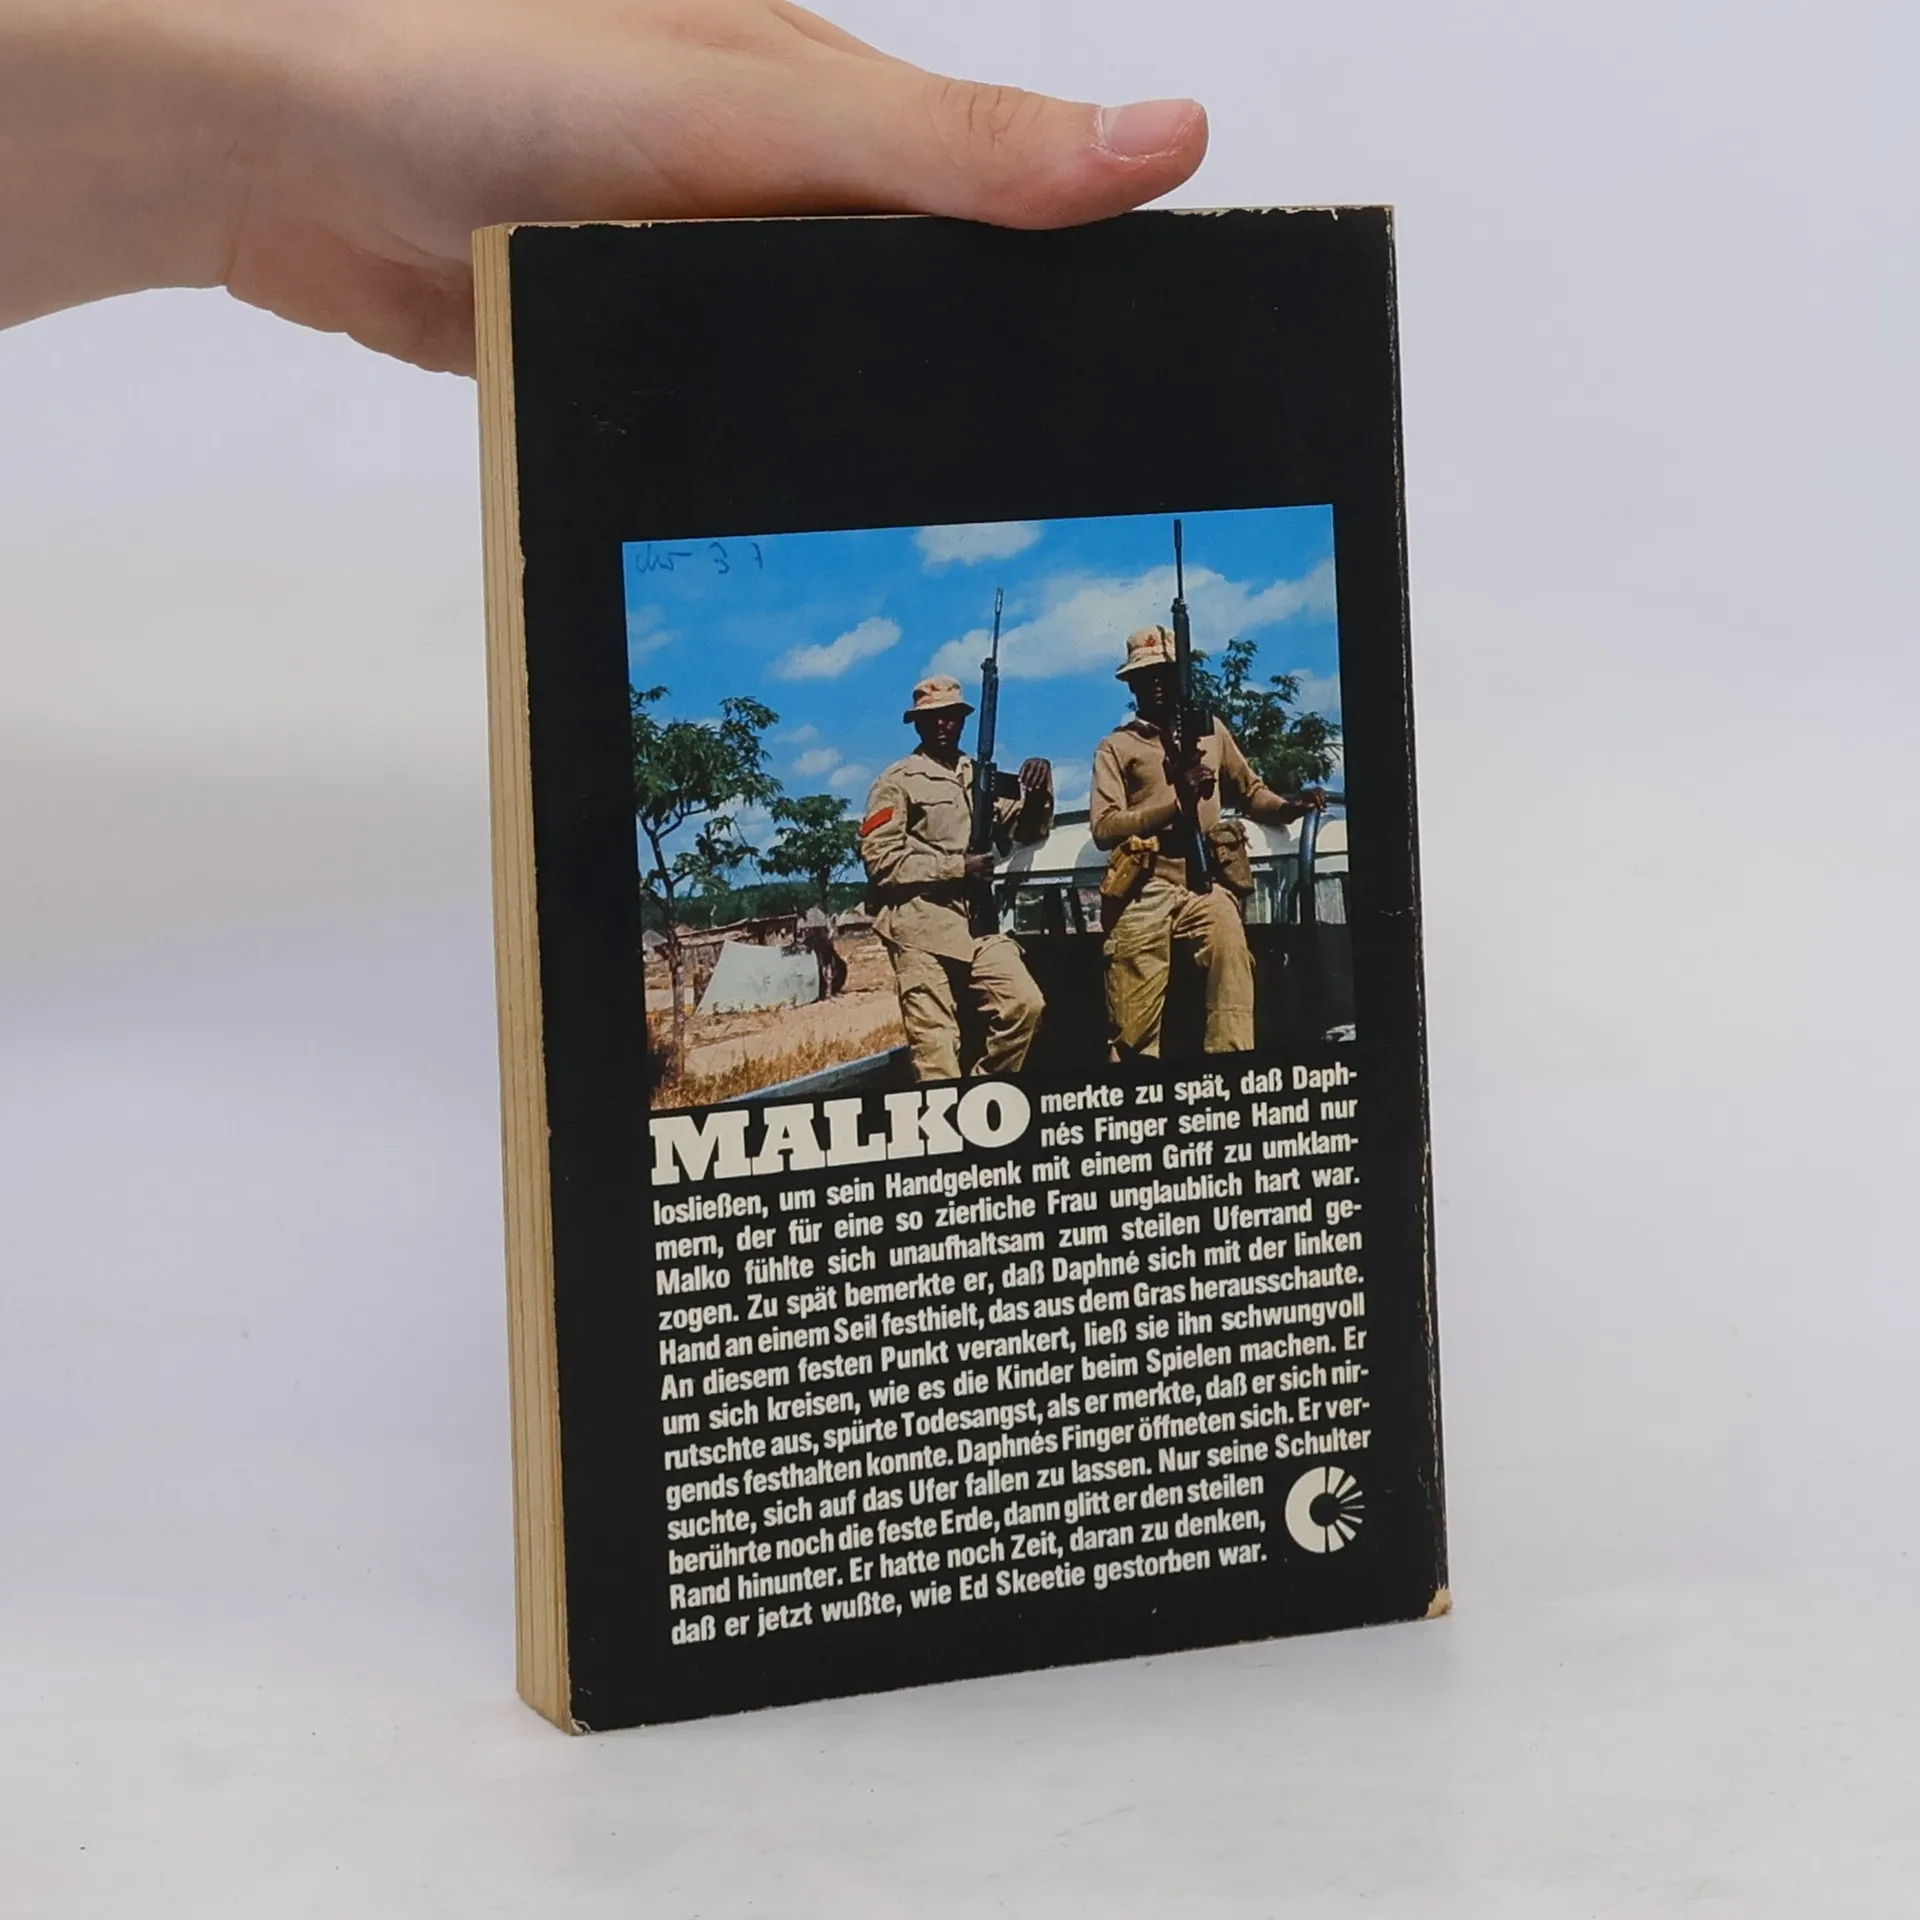 MALKO merkte zu spät, daß Daph-
nés Finger seine Hand nur
losließen, um sein Handgelenk mit einem Griff zu umklam-
mern, der für eine so zierliche Frau unglaublich hart war.
Malko fühlte sich unaufhaltsam zum steilen Uferrand ge-
zogen. Zu spät bemerkte er, daß Daphné sich mit der linken
Hand an einem Seil festhielt, das aus dem Gras herausschaute.
An diesem festen Punkt verankert, ließ sie ihn schwungvoll
um sich kreisen, wie es die Kinder beim Spielen machen. Er
rutschte aus, spürte Todesangst, als er merkte, daß er sich nir-
gends festhalten konnte. Daphnés Finger öffneten sich. Er ver-
suchte, sich auf das Ufer fallen zu lassen. Nur seine Schulter
berührte noch die feste Erde, dann glitt er den steilen
Rand hinunter. Er hatte noch Zeit, daran zu denken,
daß er jetzt wußte, wie Ed Skeetie gestorben war.